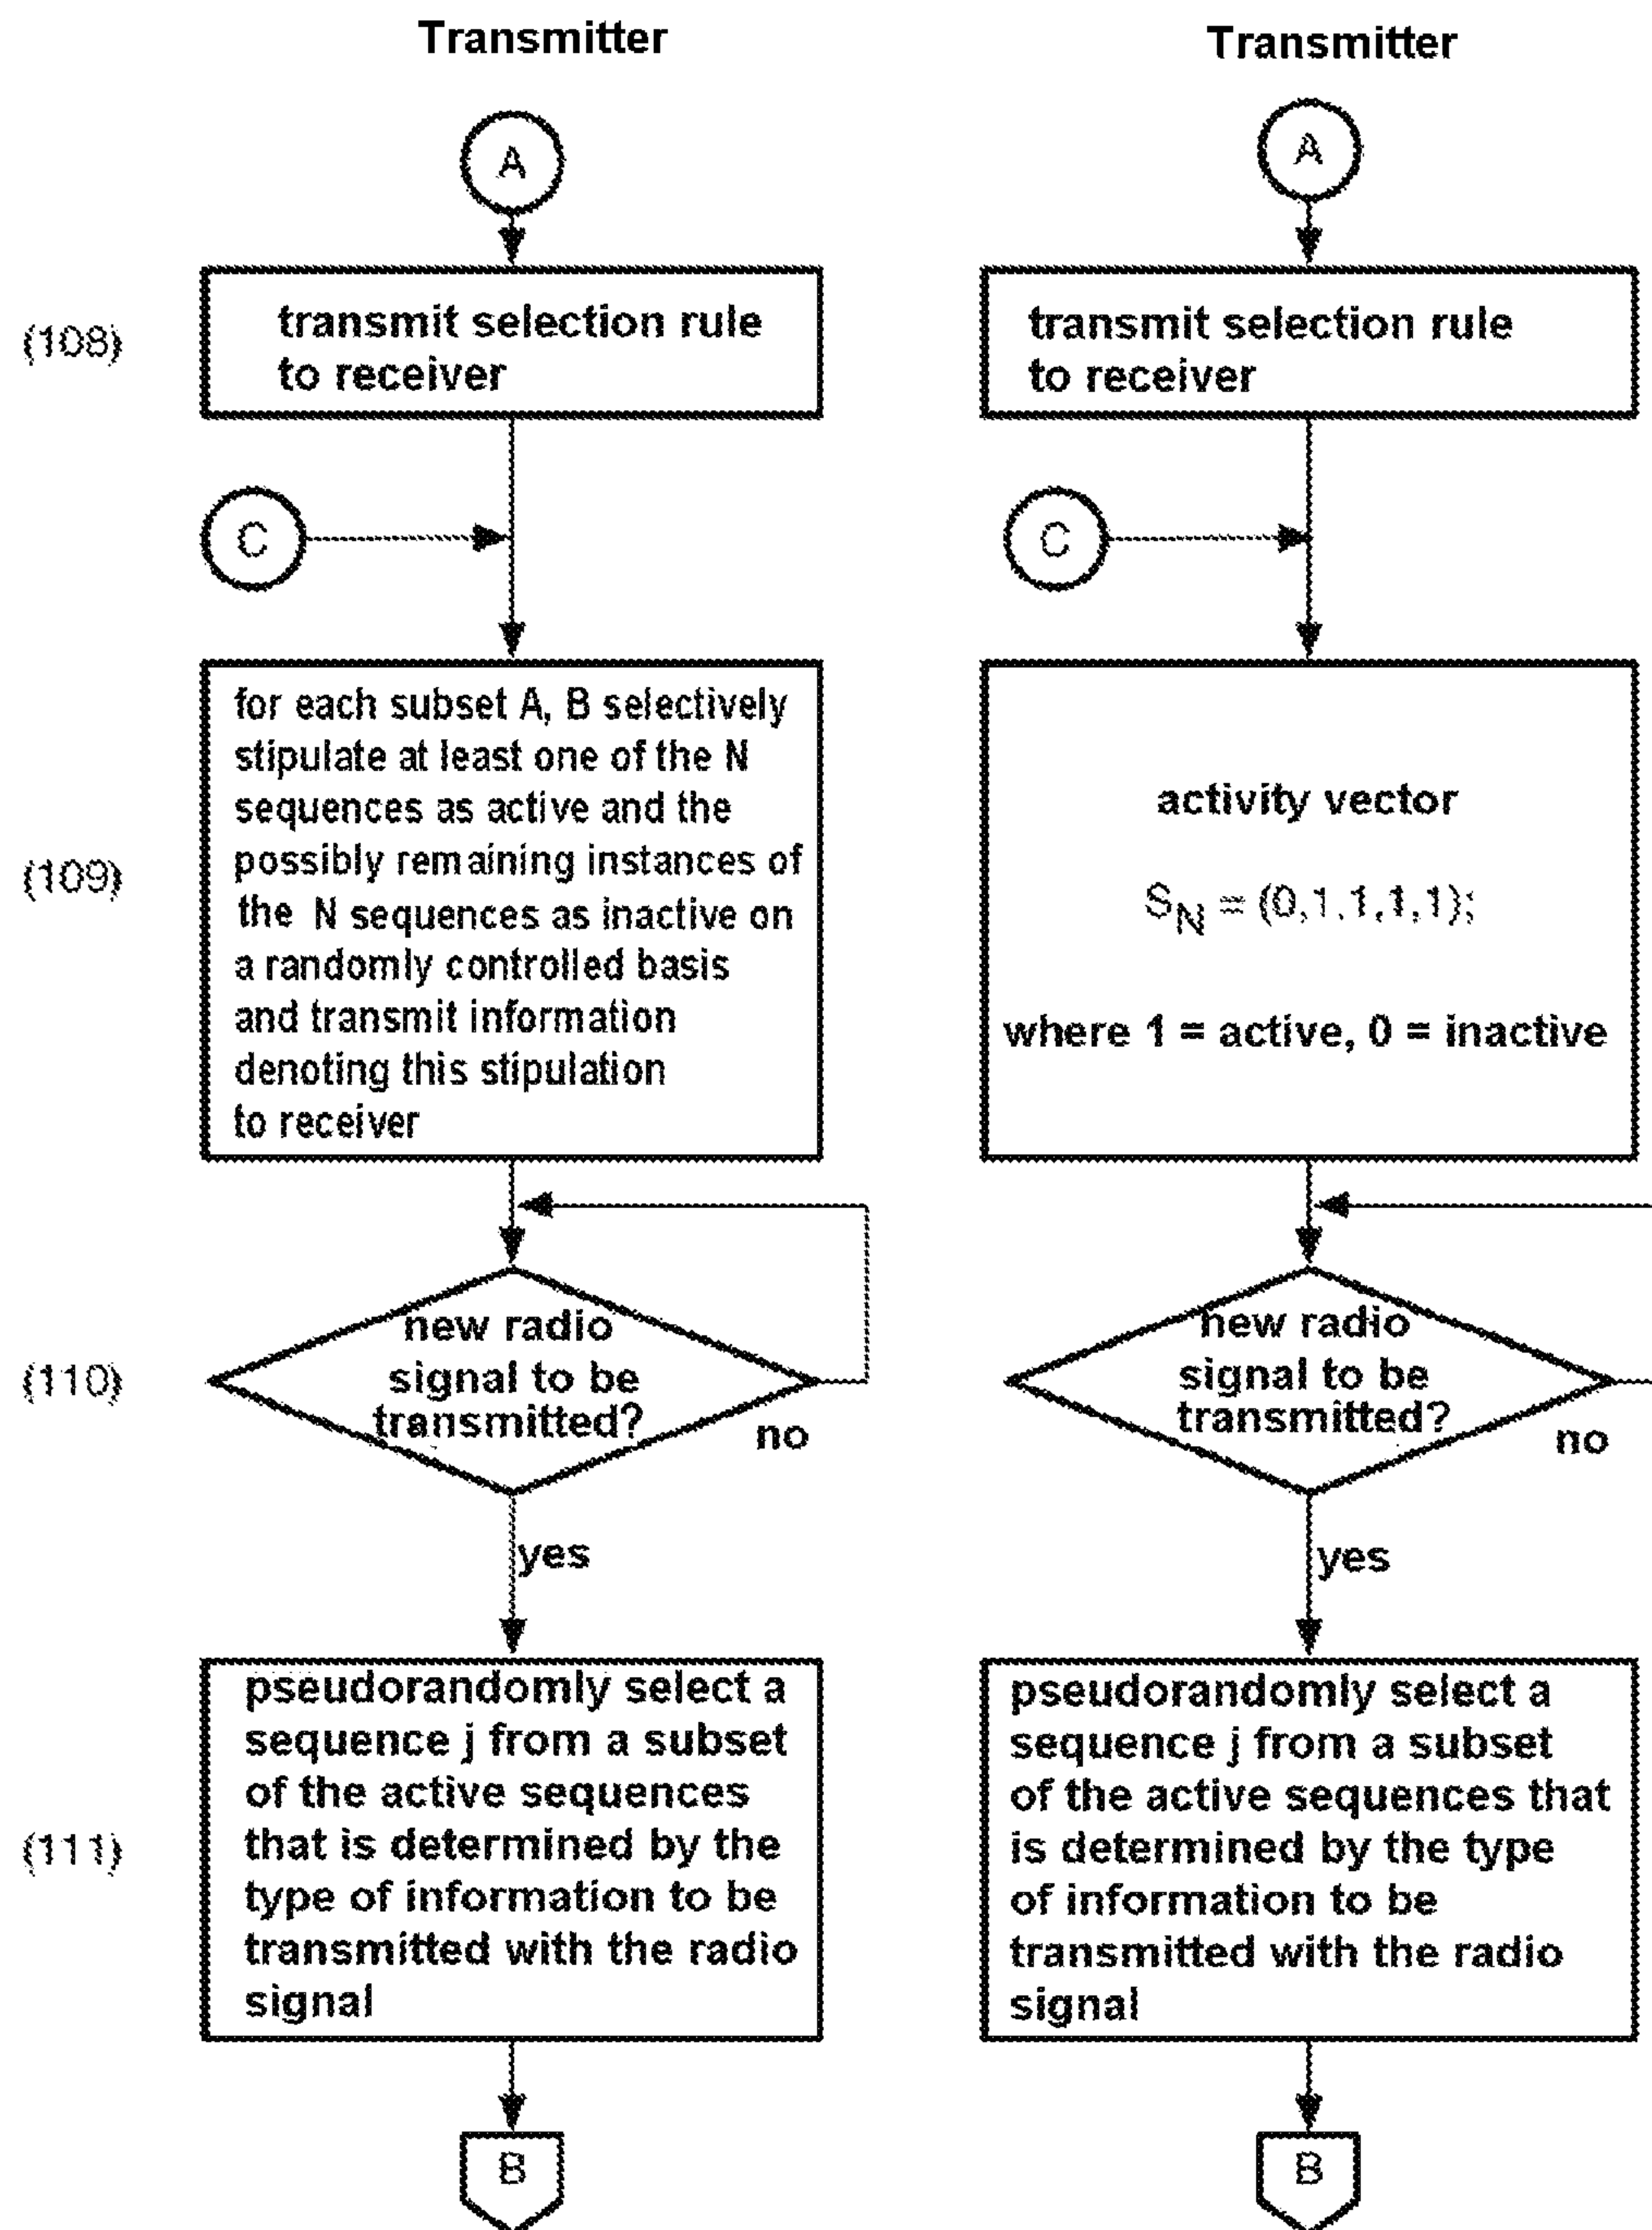 Transmitter
Transmitter
A
A
(108)
transmit selection rule
to receiver
transmit selection rule
to receiver
C
C
(109)
for each subset A, B selectively
stipulate at least one of the N
sequences as active and the
possibly remaining instances of
the N sequences as inactive on
a randomly controlled basis
and transmit information
denoting this stipulation
to receiver
activity vector
S_N = (0,1,1,1,1);
where 1 = active, 0 = inactive
(110)
new radio
signal to be
transmitted?
no
new radio
signal to be
transmitted?
no
yes
yes
(111)
pseudorandomly select a
sequence j from a subset
of the active sequences
that is determined by the
type of information to be
transmitted with the radio
signal
pseudorandomly select a
sequence j from a subset
of the active sequences that
is determined by the type
of information to be
transmitted with the radio
signal
B
B